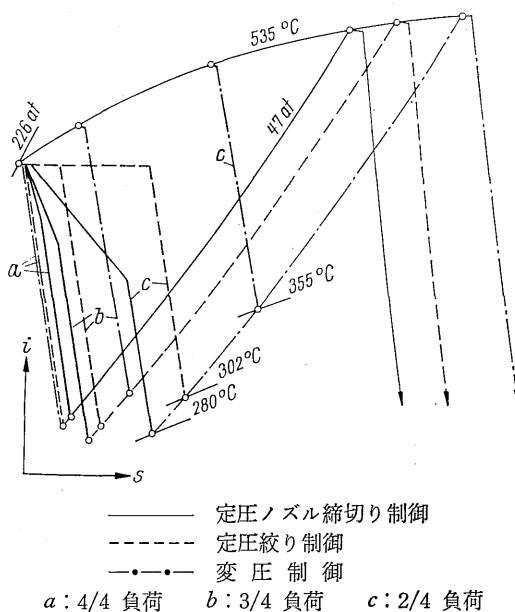 535 °C
226 at
47 at
c
a
b
c
355 °C
302 °C
280 °C
i
s
定圧ノズル締切り制御
定圧絞り制御
変圧制御
a：4/4 負荷 b：3/4 負荷 c：2/4 負荷